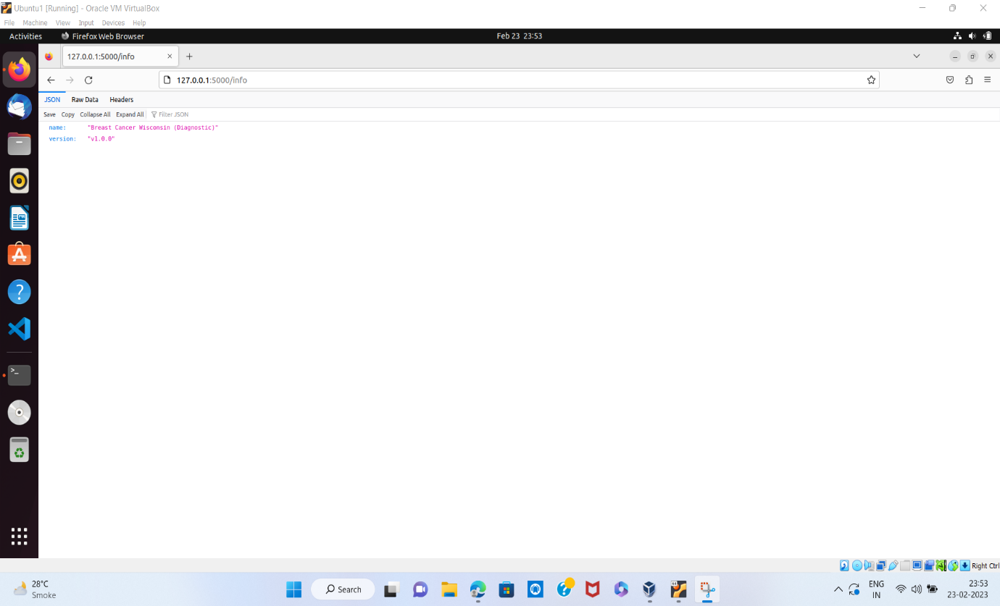 Ubuntu1 [Running] - Oracle VM VirtualBox
File Machine View Input Devices Help
Activities Firefox Web Browser Feb 23 23:53
127.0.0.1:5000/info
127.0.0.1:5000/info
JSON Raw Data Headers
Save Copy Collapse All Expand All Filter JSON
name: "Breast Cancer Wisconsin (Diagnostic)"
version: "v1.0.0"
Right Ctrl
28°C
Smoke
Search
ENG
IN
23:53
23-02-2023